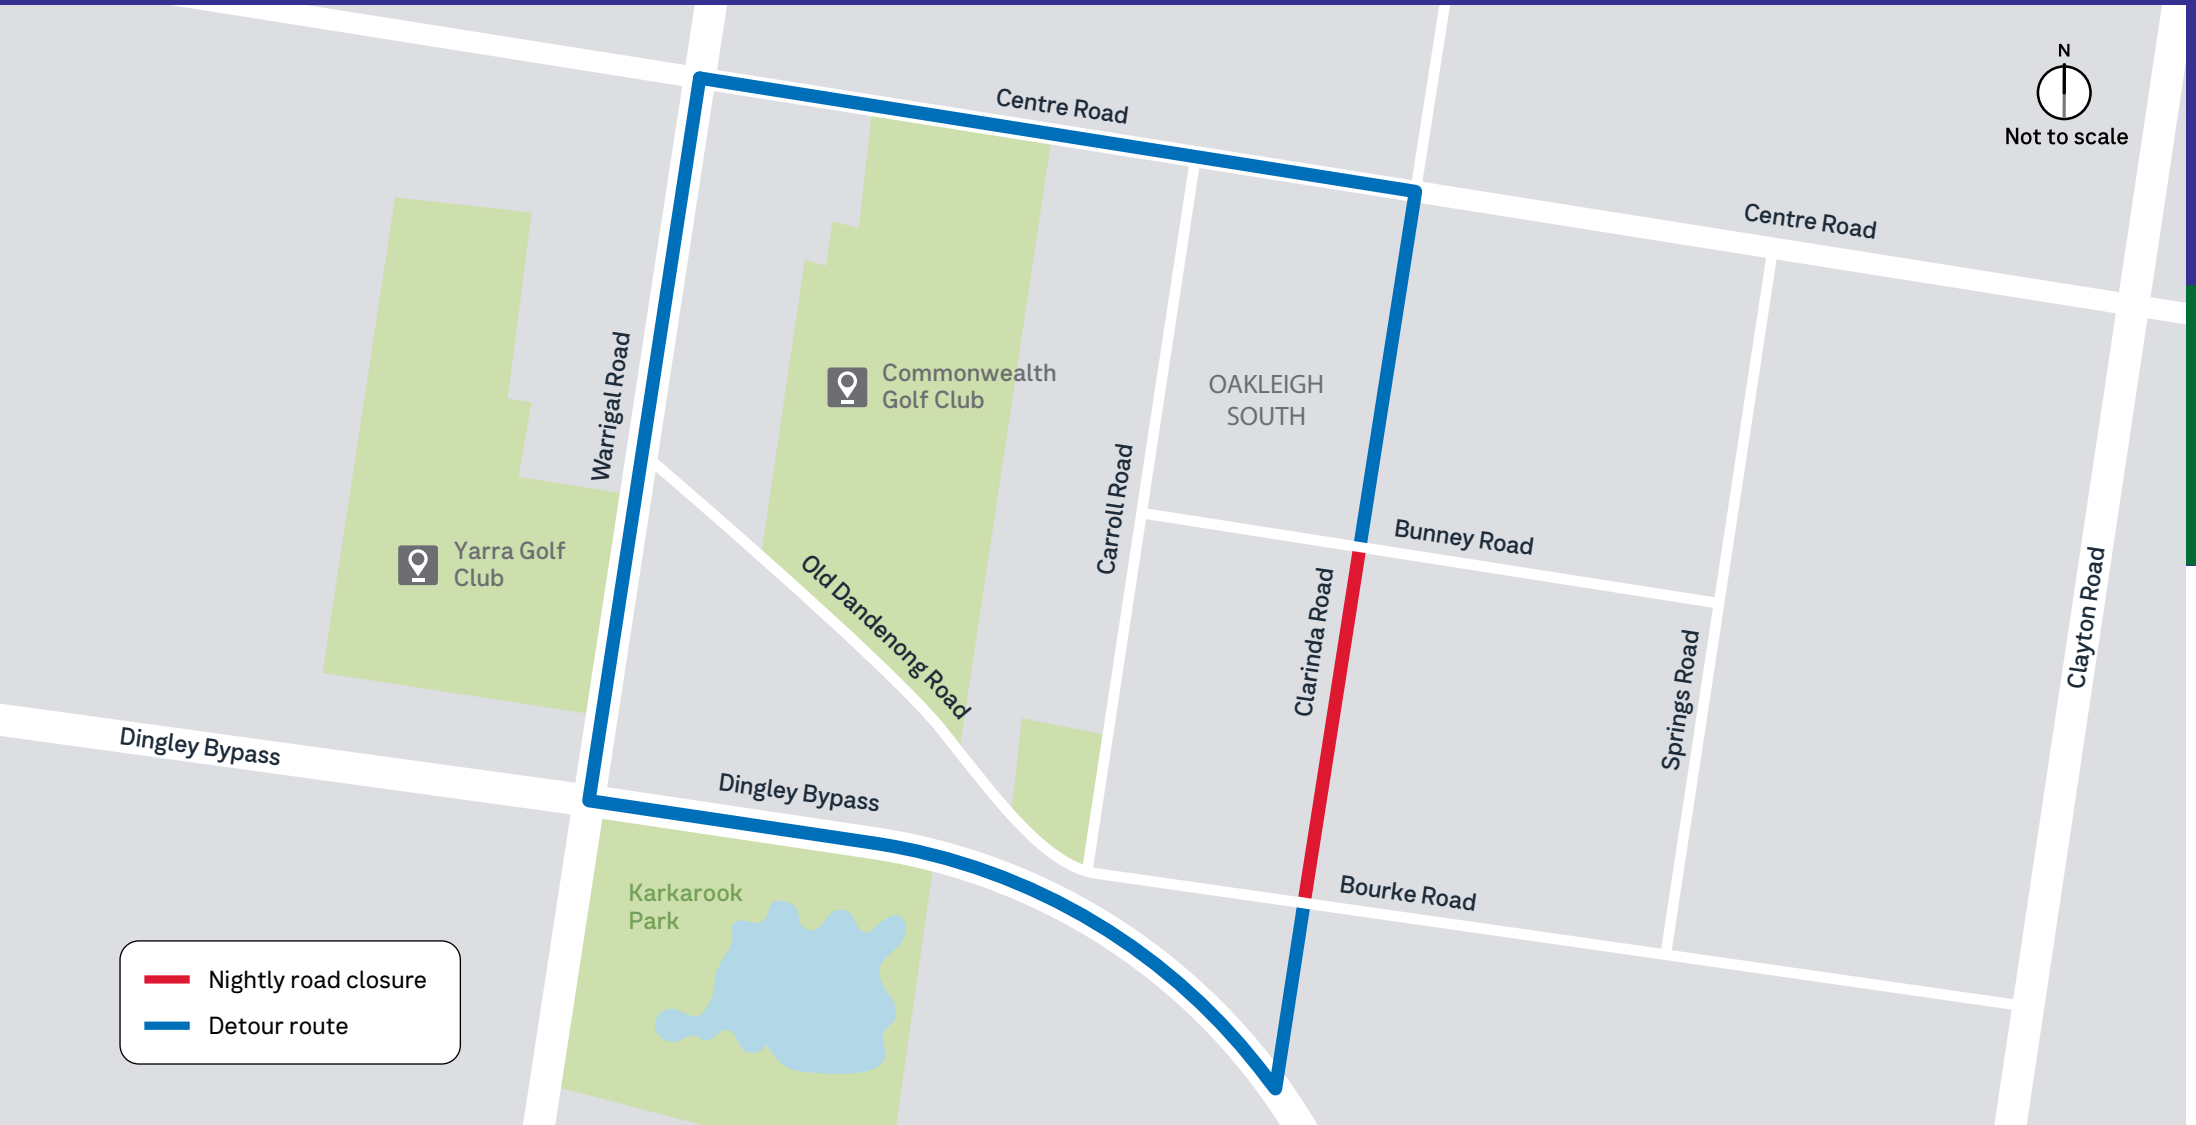 N
Not to scale
Centre Road
Centre Road
Warrigal Road
Commonwealth
Golf Club
OAKLEIGH
SOUTH
Carroll Road
Bunney Road
Yarra Golf
Club
Old Dandenong Road
Clarinda Road
Springs Road
Clayton Road
Dingley Bypass
Dingley Bypass
Bourke Road
Karkarook
Park
Nightly road closure
Detour route